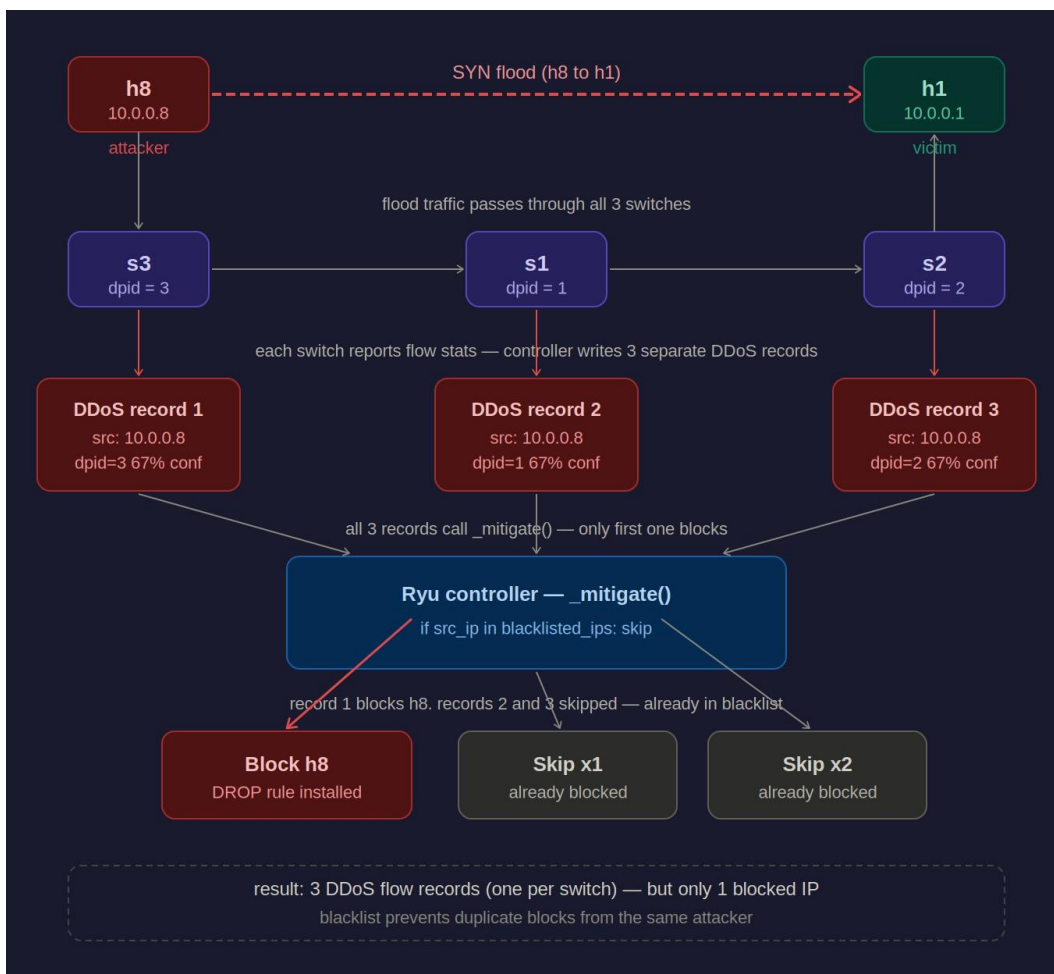 h8
10.0.0.8
attacker
SYN flood (h8 to h1)
h1
10.0.0.1
victim
flood traffic passes through all 3 switches
s3
dpid = 3
s1
dpid = 1
s2
dpid = 2
each switch reports flow stats — controller writes 3 separate DDoS records
DDoS record 1
src: 10.0.0.8
dpid=3 67% conf
DDoS record 2
src: 10.0.0.8
dpid=1 67% conf
DDoS record 3
src: 10.0.0.8
dpid=2 67% conf
all 3 records call _mitigate() — only first one blocks
Ryu controller — _mitigate()
if src_ip in blacklisted_ips: skip
record 1 blocks h8. records 2 and 3 skipped — already in blacklist
Block h8
DROP rule installed
Skip x1
already blocked
Skip x2
already blocked
result: 3 DDoS flow records (one per switch) — but only 1 blocked IP
blacklist prevents duplicate blocks from the same attacker